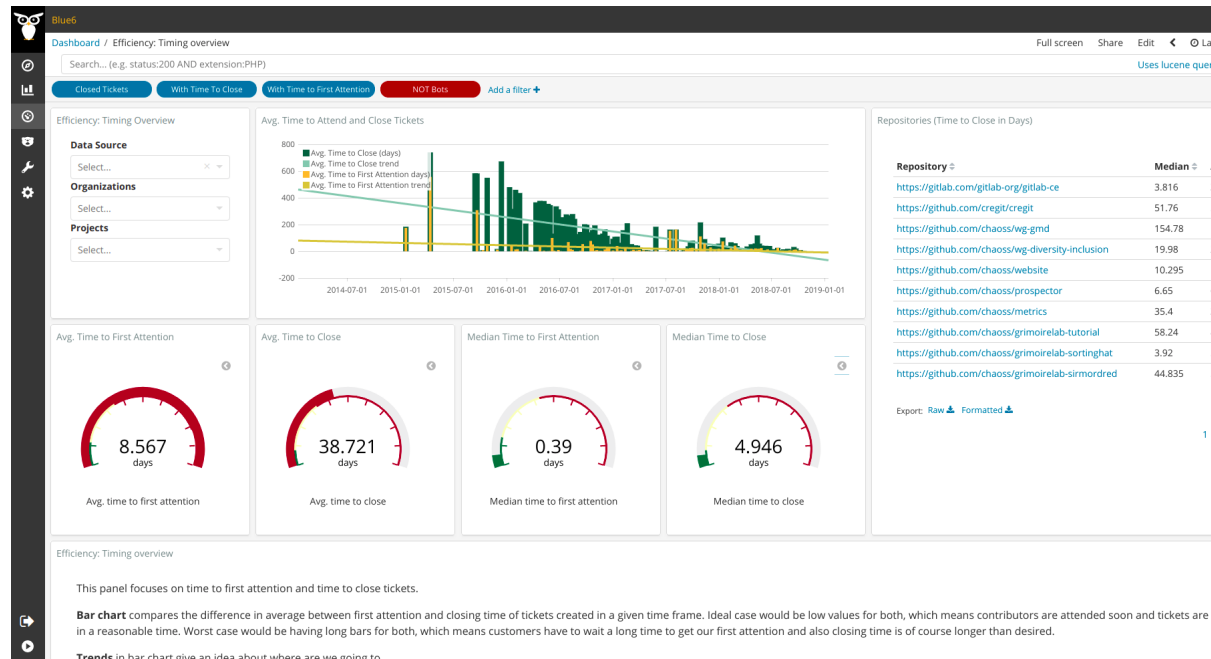 Blue6
Dashboard / Efficiency: Timing overview
Full screen Share Edit La
Search... (e.g. status:200 AND extension:PHP)
Uses lucene quer
Closed Tickets With Time To Close With Time to First Attention NOT Bots Add a filter +
Efficiency: Timing Overview
Data Source
Select...
Organizations
Select...
Projects
Select...
Avg. Time to Attend and Close Tickets
Avg. Time to Close (days)
Avg. Time to Close trend
Avg. Time to First Attention days)
Avg. Time to First Attention trend
800
600
400
200
0
-200
2014-07-01 2015-01-01 2015-07-01 2016-01-01 2016-07-01 2017-01-01 2017-07-01 2018-01-01 2018-07-01 2019-01-01
Repositories (Time to Close in Days)
Repository Median
https://gitlab.com/gitlab-org/gitlab-ce 3.816
https://github.com/cregit/cregit 51.76
https://github.com/chaoss/wg-gmd 154.78
https://github.com/chaoss/wg-diversity-inclusion 19.98
https://github.com/chaoss/website 10.295
https://github.com/chaoss/prospector 6.65
https://github.com/chaoss/metrics 35.4
https://github.com/chaoss/grimoirelab-tutorial 58.24
https://github.com/chaoss/grimoirelab-sortinghat 3.92
https://github.com/chaoss/grimoirelab-sirmordred 44.835
Export: Raw Formatted
1
Avg. Time to First Attention
8.567
days
Avg. time to first attention
Avg. Time to Close
38.721
days
Avg. time to close
Median Time to First Attention
0.39
days
Median time to first attention
Median Time to Close
4.946
days
Median time to close
Efficiency: Timing overview
This panel focuses on time to first attention and time to close tickets.
Bar chart compares the difference in average between first attention and closing time of tickets created in a given time frame. Ideal case would be low values for both, which means contributors are attended soon and tickets are
in a reasonable time. Worst case would be having long bars for both, which means customers have to wait a long time to get our first attention and also closing time is of course longer than desired.
Trends in bar chart give an idea about where are we going to